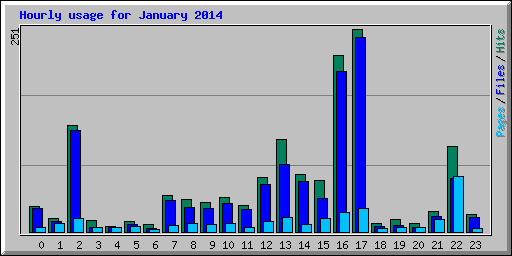 Hourly usage for January 2014
251
Pages / Files / Hits
0 1 2 3 4 5 6 7 8 9 10 11 12 13 14 15 16 17 18 19 20 21 22 23